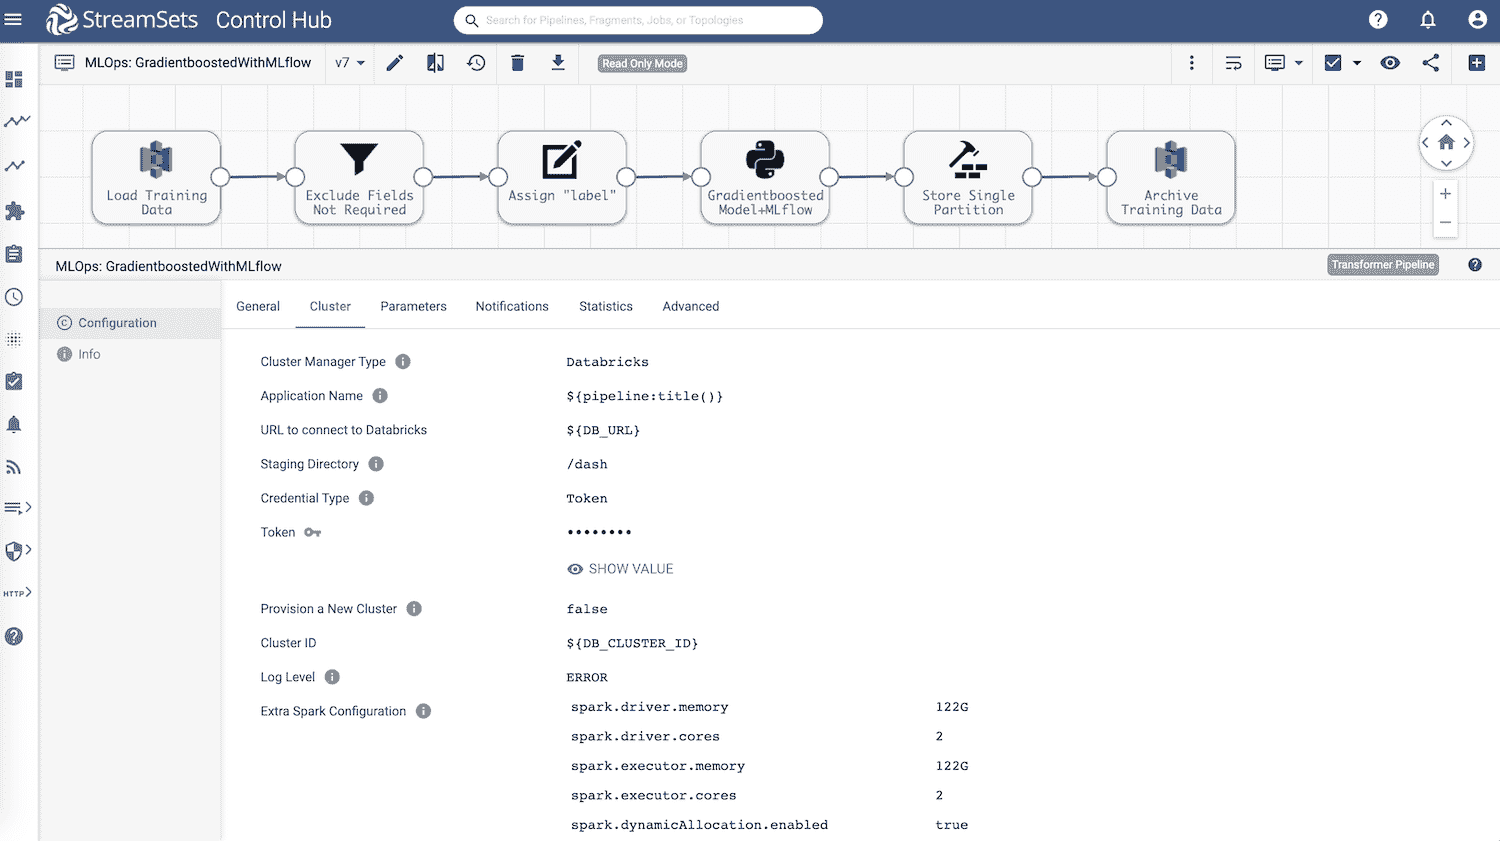 StreamSets Control Hub
Search for Pipelines, Fragments, Jobs, or Topologies
MLOps: GradientboostedWithMLflow
v7
Read Only Mode
Load Training
Data
Exclude Fields
Not Required
Assign "label"
Gradientboosted
Model+MLflow
Store Single
Partition
Archive
Training Data
MLOps: GradientboostedWithMLflow
Transformer Pipeline
Configuration
Info
General Cluster Parameters Notifications Statistics Advanced
Cluster Manager Type Databricks
Application Name ${pipeline:title()}
URL to connect to Databricks ${DB_URL}
Staging Directory /dash
Credential Type Token
Token ••••••••
SHOW VALUE
Provision a New Cluster false
Cluster ID ${DB_CLUSTER_ID}
Log Level ERROR
Extra Spark Configuration
spark.driver.memory 122G
spark.driver.cores 2
spark.executor.memory 122G
spark.executor.cores 2
spark.dynamicAllocation.enabled true
HTTP